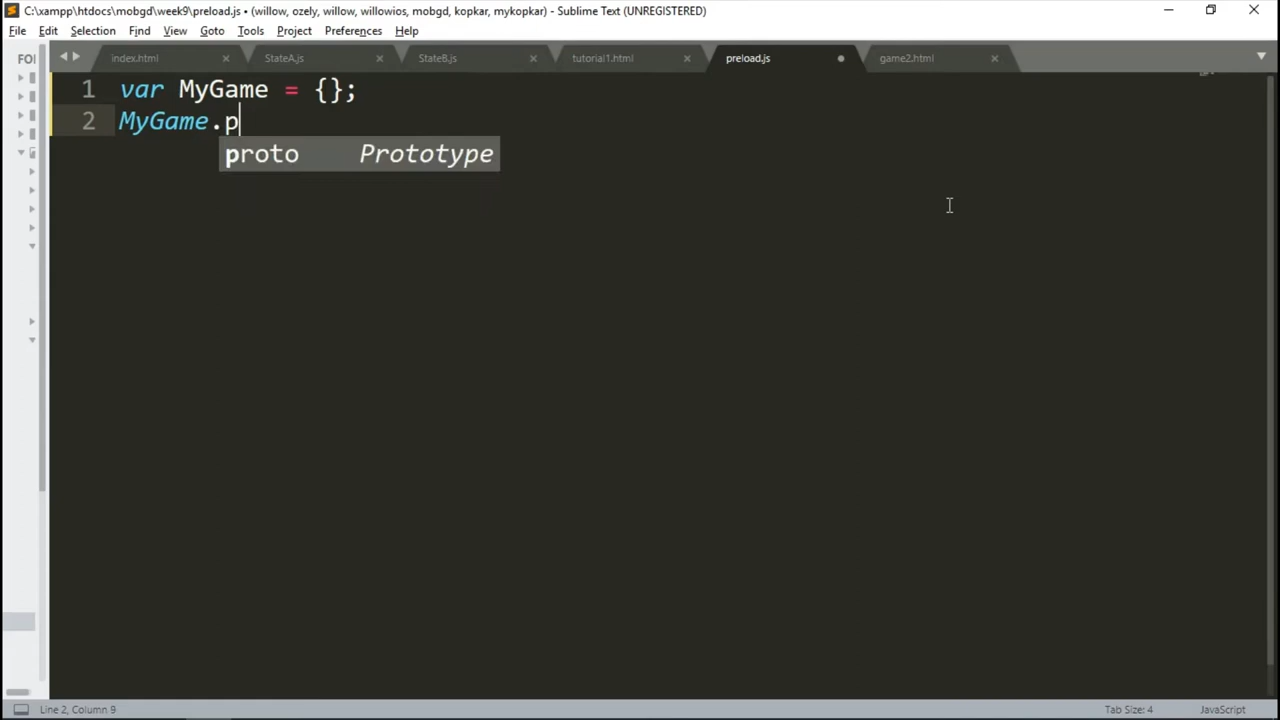 C:\xampp\htdocs\mobgd\week9\preload.js • (willow, ozely, willow, willowios, mobgd, kopkar, mykopkar) - Sublime Text (UNREGISTERED)
File Edit Selection Find View Goto Tools Project Preferences Help
FOI
index.html StateA.js StateB.js tutorial1.html preload.js game2.html
1 var MyGame = {};
2 MyGame.p
proto Prototype
Line 2, Column 9 Tab Size: 4 JavaScript